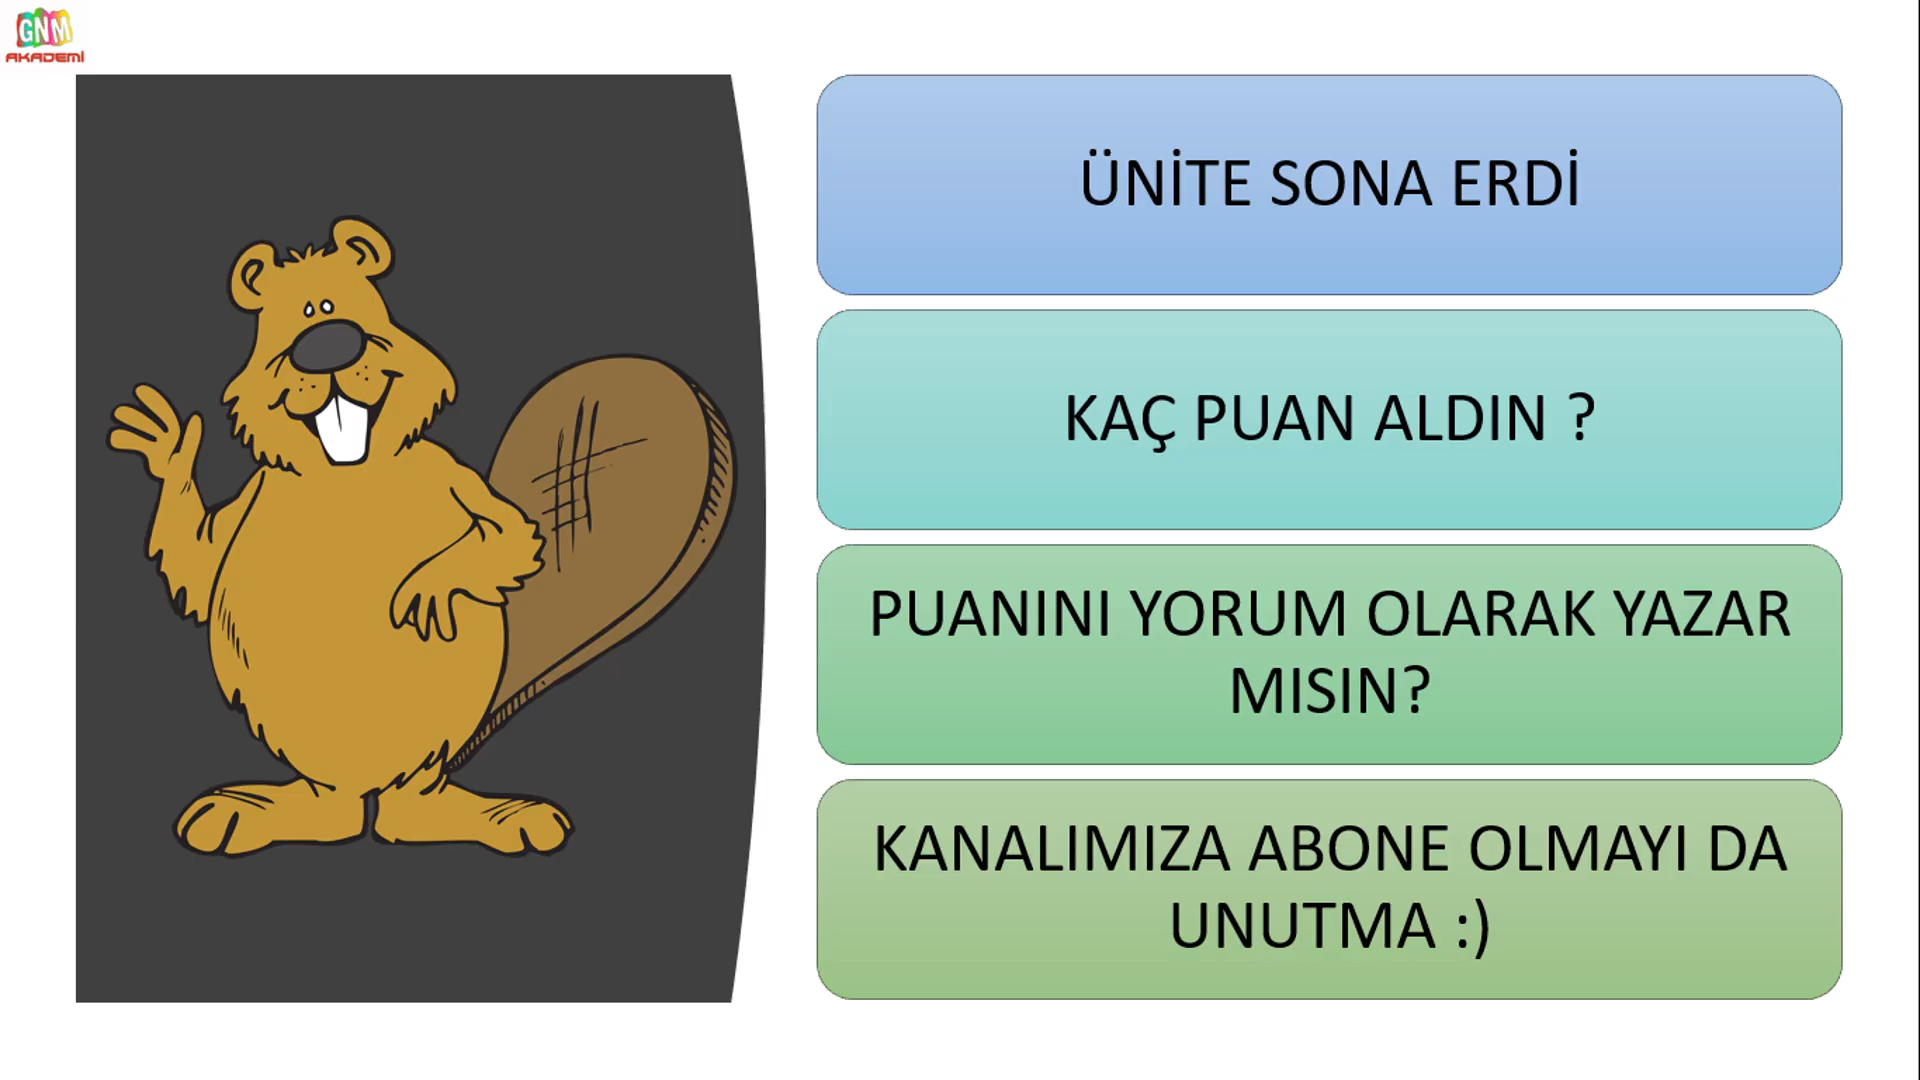 GNM
AKADEMİ
ÜNİTE SONA ERDİ
KAÇ PUAN ALDIN ?
PUANINI YORUM OLARAK YAZAR
MISIN?
KANALIMIZA ABONE OLMAYI DA
UNUTMA :)